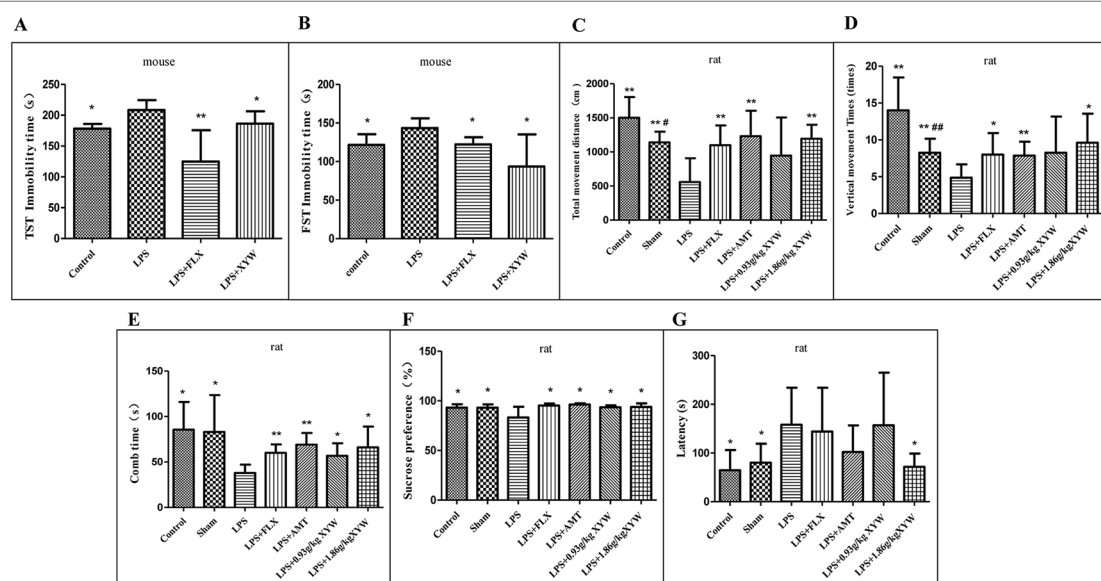 A
mouse
TST Immobility time (s)
250
200
150
100
50
0
*
**
*
Control
LPS
LPS+FLX
LPS+XYW
B
mouse
FST Immobility time (s)
200
150
100
50
0
*
*
*
control
LPS
LPS+FLX
LPS+XYW
C
rat
Total movement distance (cm)
2000
1500
1000
500
0
**
** #
**
**
**
Control
Sham
LPS
LPS+FLX
LPS+AMT
LPS+0.93g/kg XYW
LPS+1.86g/kg XYW
D
rat
Vertical movement Times (times)
20
15
10
5
0
**
** ##
*
**
*
Control
Sham
LPS
LPS+FLX
LPS+AMT
LPS+0.93g/kg XYW
LPS+1.86g/kgXYW
E
rat
Comb time (s)
150
100
50
0
*
*
**
**
*
*
Control
Sham
LPS
LPS+FLX
LPS+AMT
LPS+0.93g/kg XYW
LPS+1.86g/kgXYW
F
rat
Sucrose preference (%)
150
100
50
0
*
*
*
*
*
*
Control
Sham
LPS
LPS+FLX
LPS+AMT
LPS+0.93g/kg XYW
LPS+1.86g/kg XYW
G
rat
Latency (s)
300
200
100
0
*
*
*
Control
Sham
LPS
LPS+FLX
LPS+AMT
LPS+0.93g/kg XYW
LPS+1.86g/kgXYW